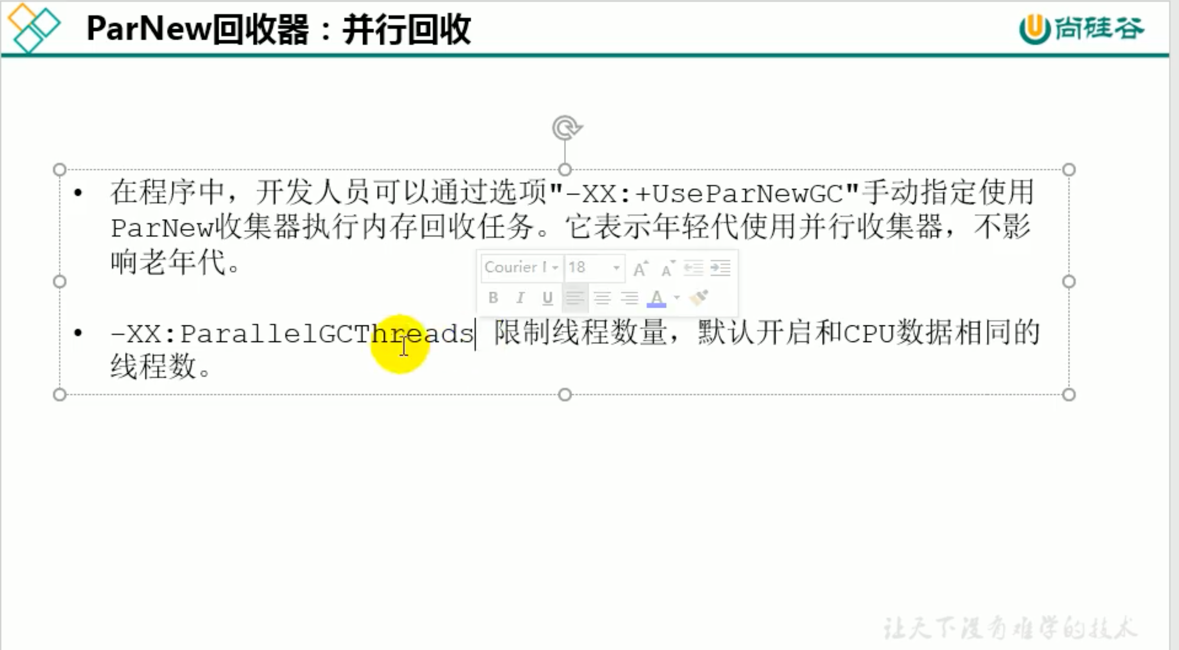 ParNew回收器：并行回收
尚硅谷
• 在程序中，开发人员可以通过选项"-XX:+UseParNewGC"手动指定使用
ParNew收集器执行内存回收任务。它表示年轻代使用并行收集器，不影
响老年代。
Courier 18 A A
B I U A
• -XX:ParallelGCThreads 限制线程数量，默认开启和CPU数据相同的
线程数。
让天下没有难学的技术